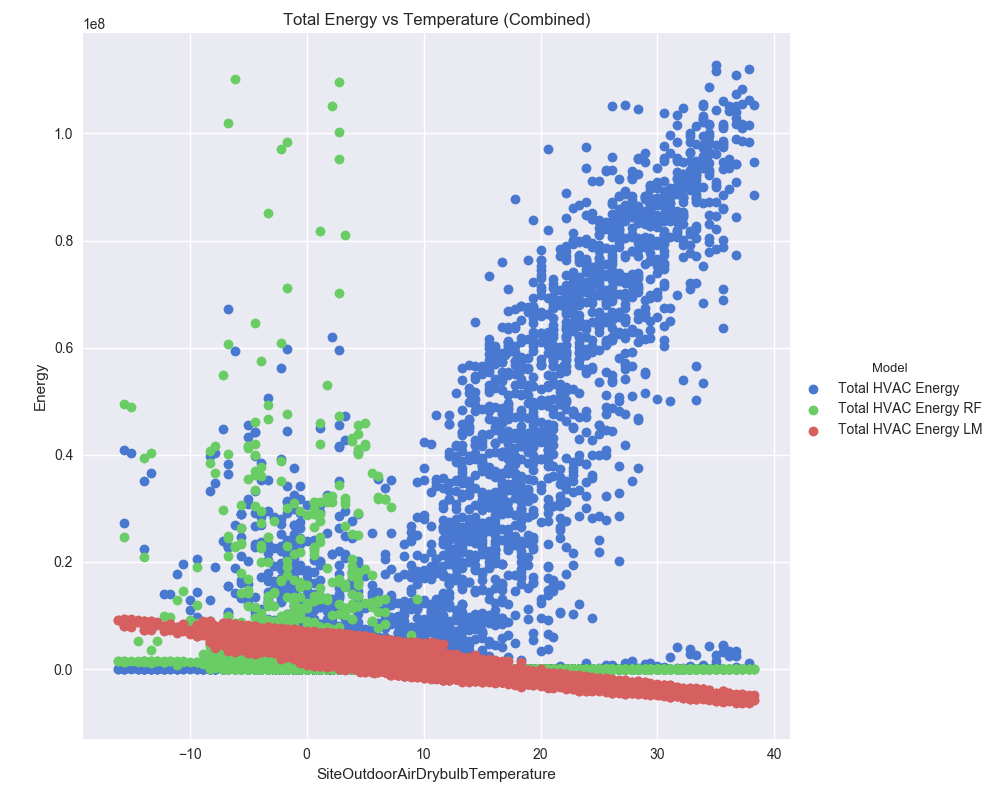 Total Energy vs Temperature (Combined)
1e8
1.0
0.8
0.6
0.4
0.2
0.0
Energy
−10
0
10
20
30
40
SiteOutdoorAirDrybulbTemperature
Model
Total HVAC Energy
Total HVAC Energy RF
Total HVAC Energy LM